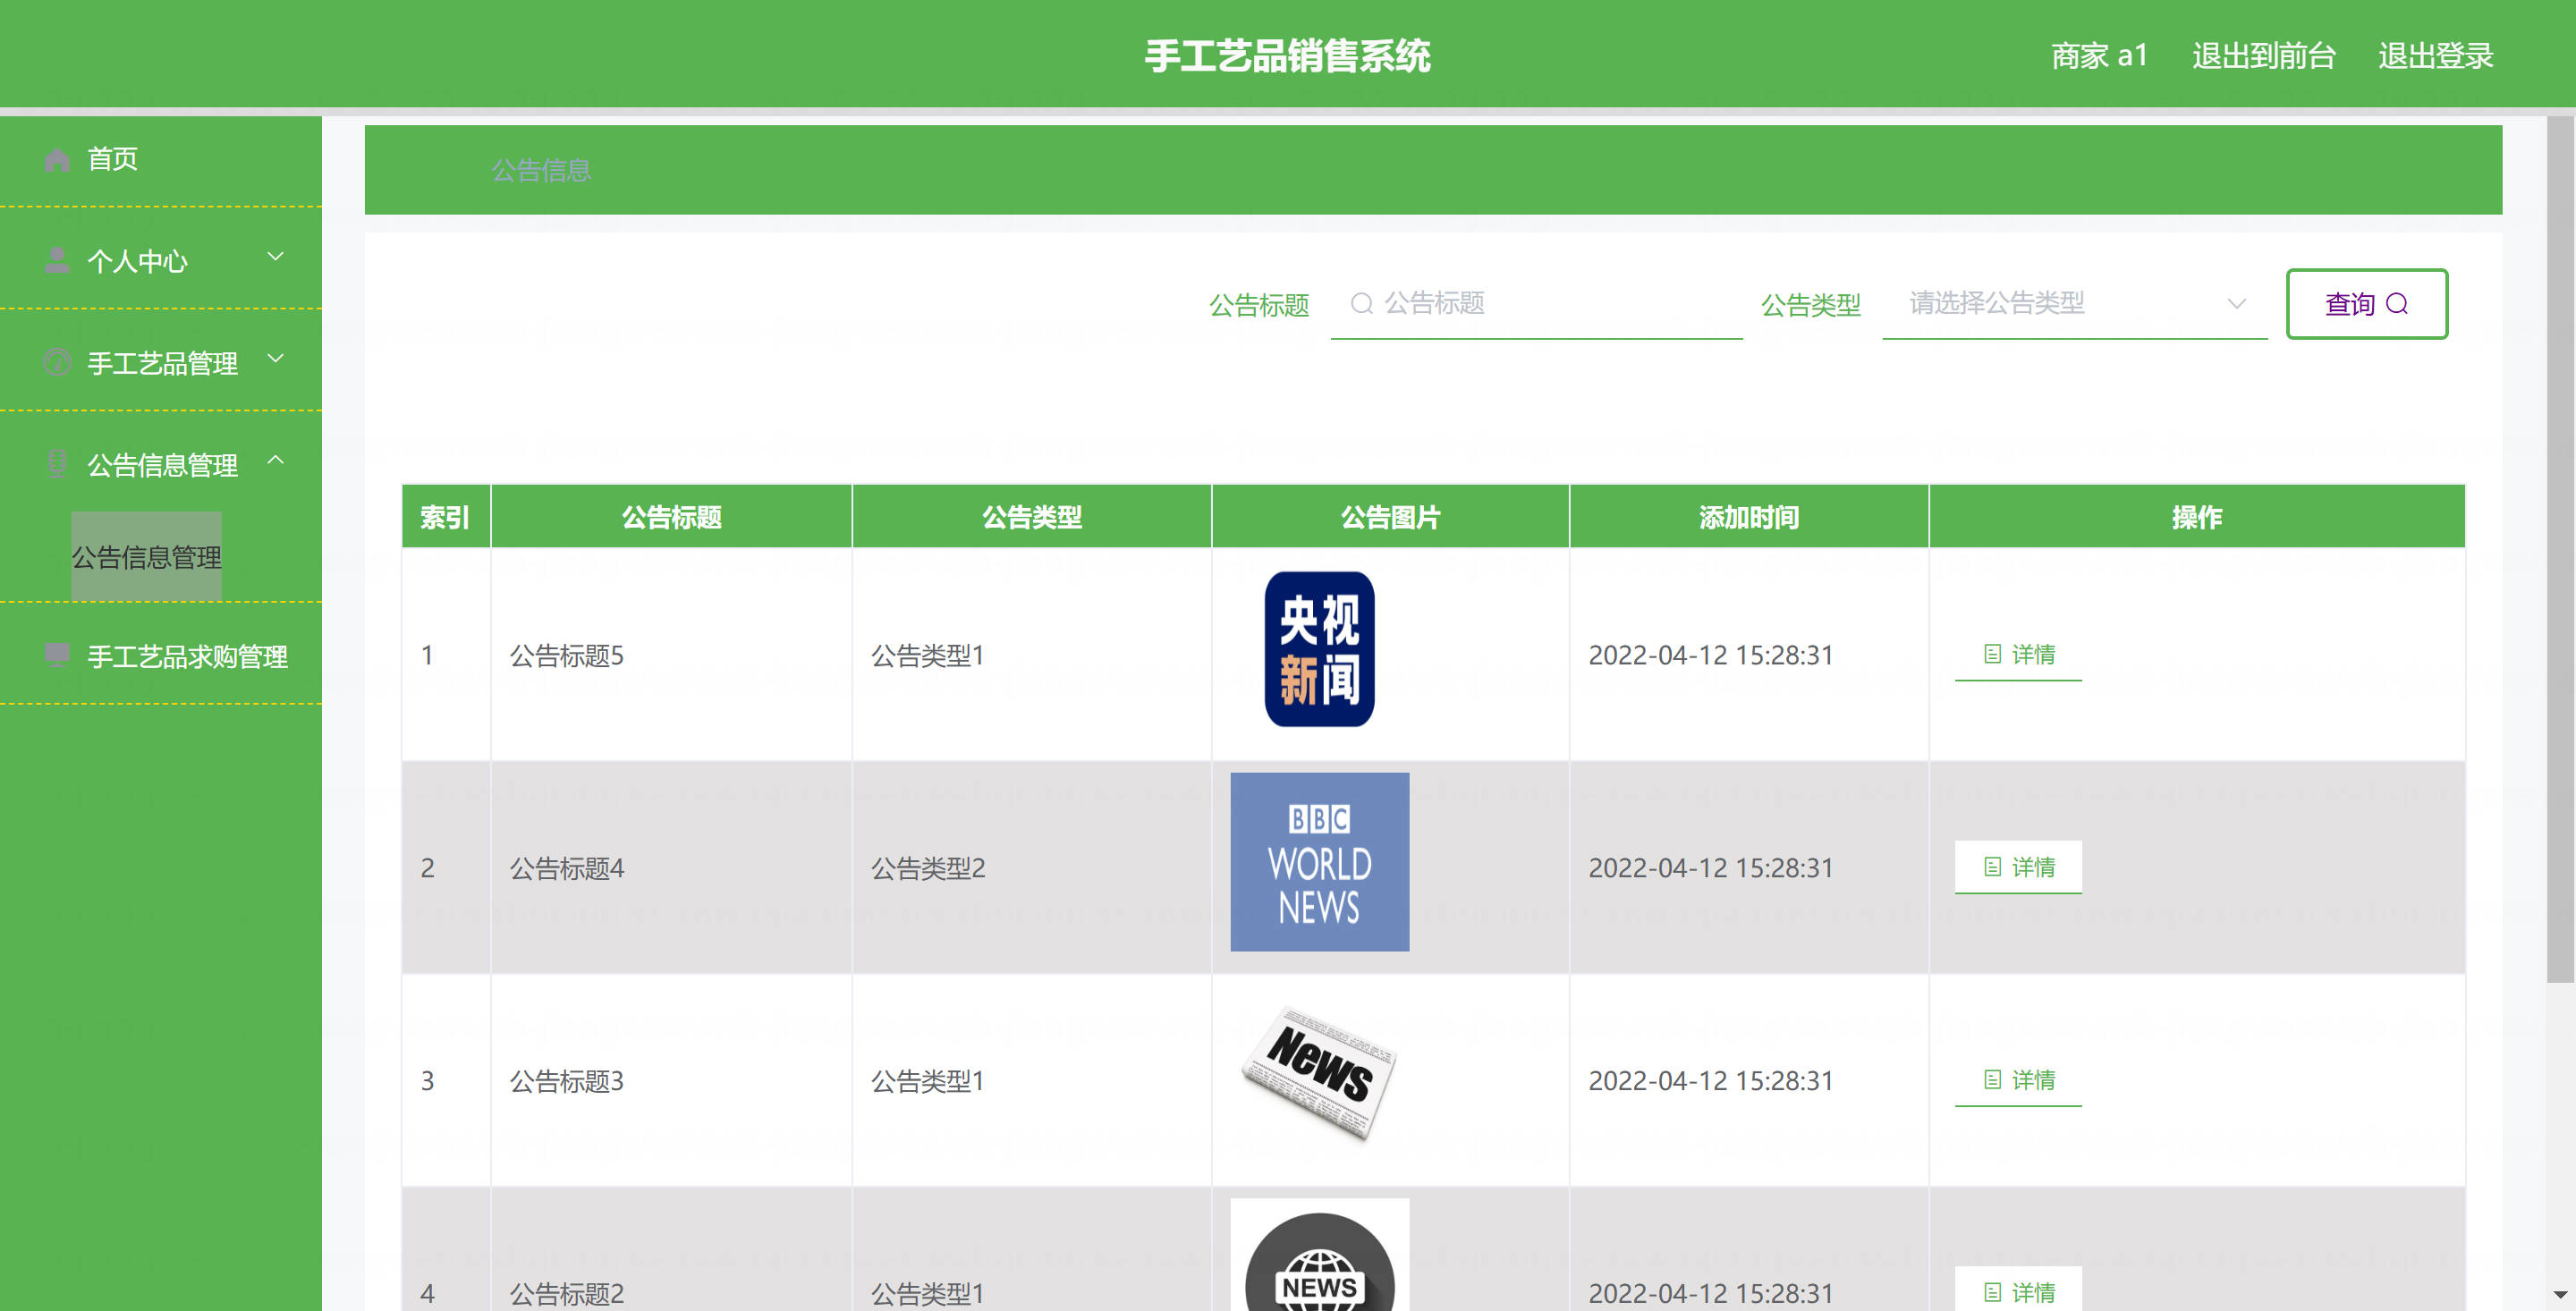 手工艺品销售系统
商家 a1 退出到前台 退出登录
首页
个人中心
手工艺品管理
公告信息管理
公告信息管理
手工艺品求购管理
公告信息
公告标题 公告标题 公告类型 请选择公告类型 查询
索引 公告标题 公告类型 公告图片 添加时间 操作
1 公告标题5 公告类型1 2022-04-12 15:28:31 详情
央视
新闻
2 公告标题4 公告类型2 2022-04-12 15:28:31 详情
BBC
WORLD
NEWS
3 公告标题3 公告类型1 2022-04-12 15:28:31 详情
News
4 公告标题2 公告类型1 2022-04-12 15:28:31 详情
NEWS